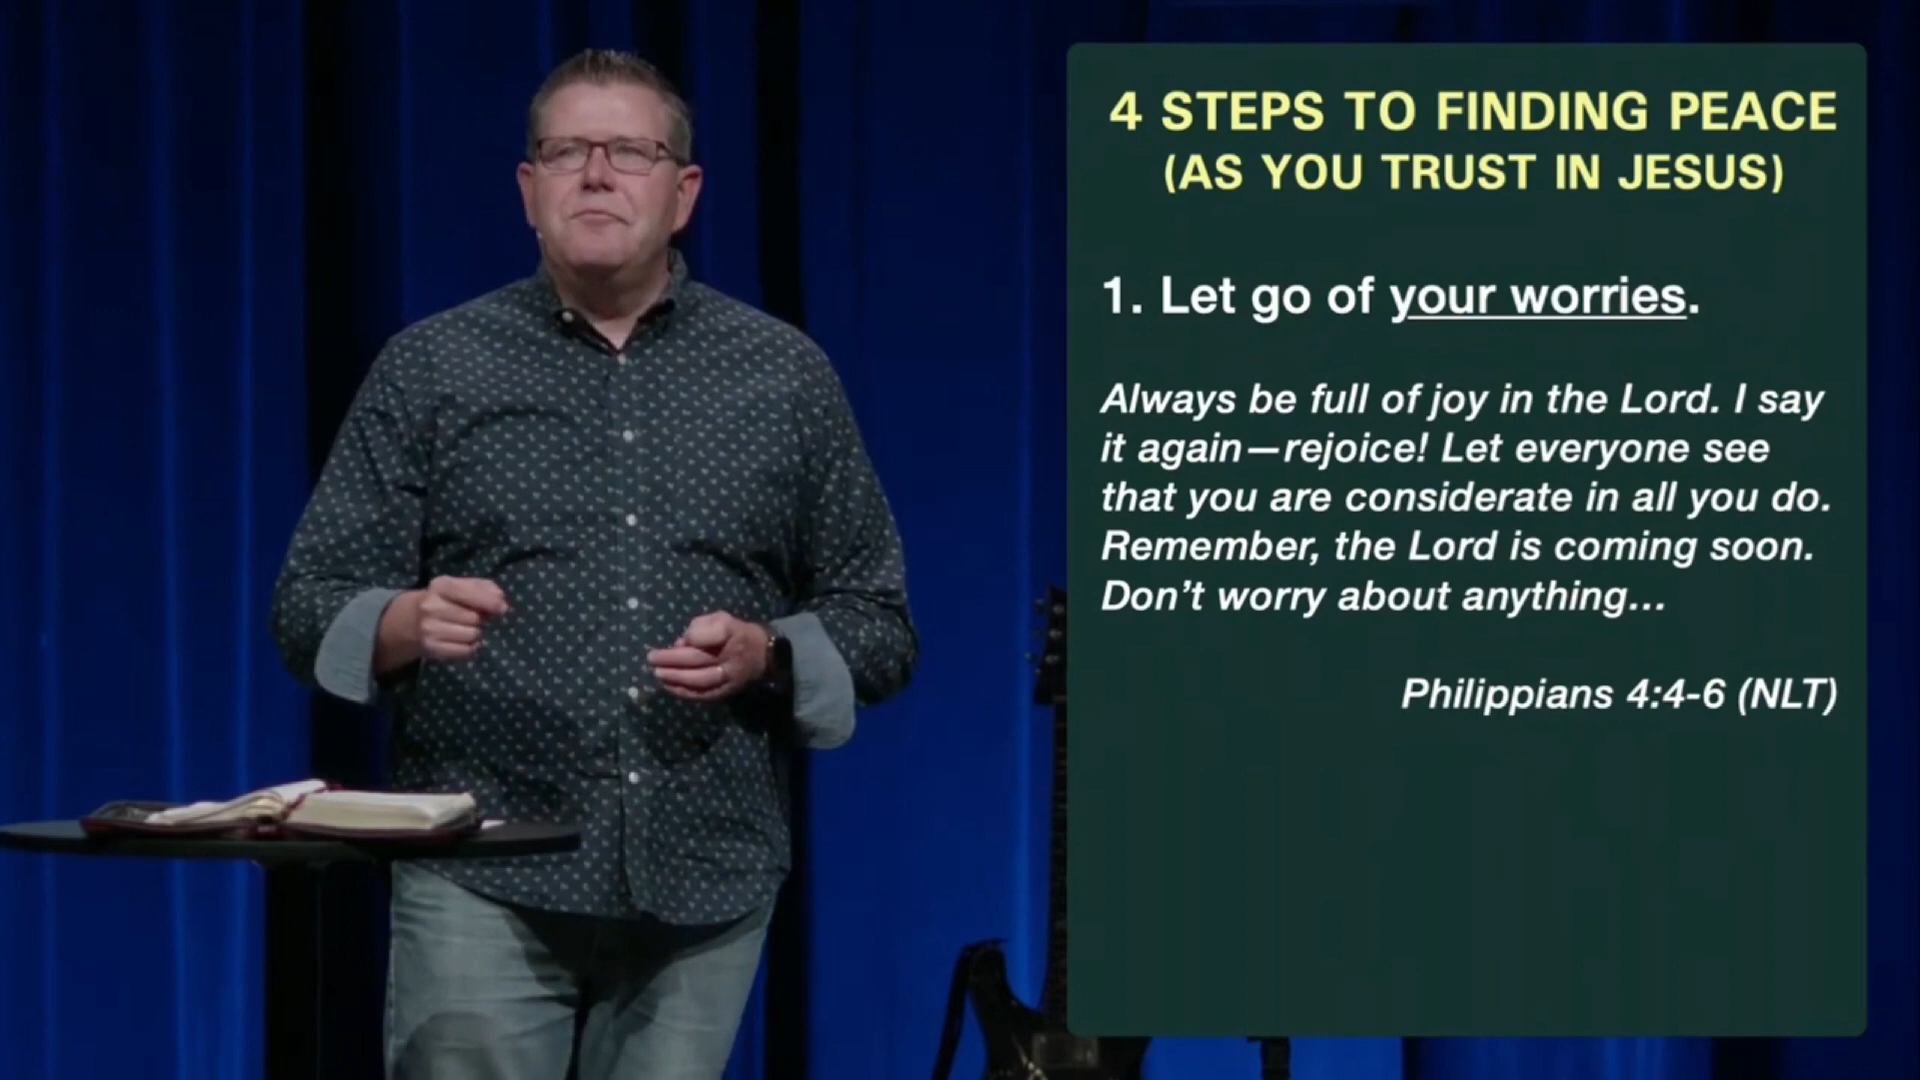 4 STEPS TO FINDING PEACE
(AS YOU TRUST IN JESUS)
1. Let go of your worries.
Always be full of joy in the Lord. I say
it again—rejoice! Let everyone see
that you are considerate in all you do.
Remember, the Lord is coming soon.
Don’t worry about anything...
Philippians 4:4-6 (NLT)